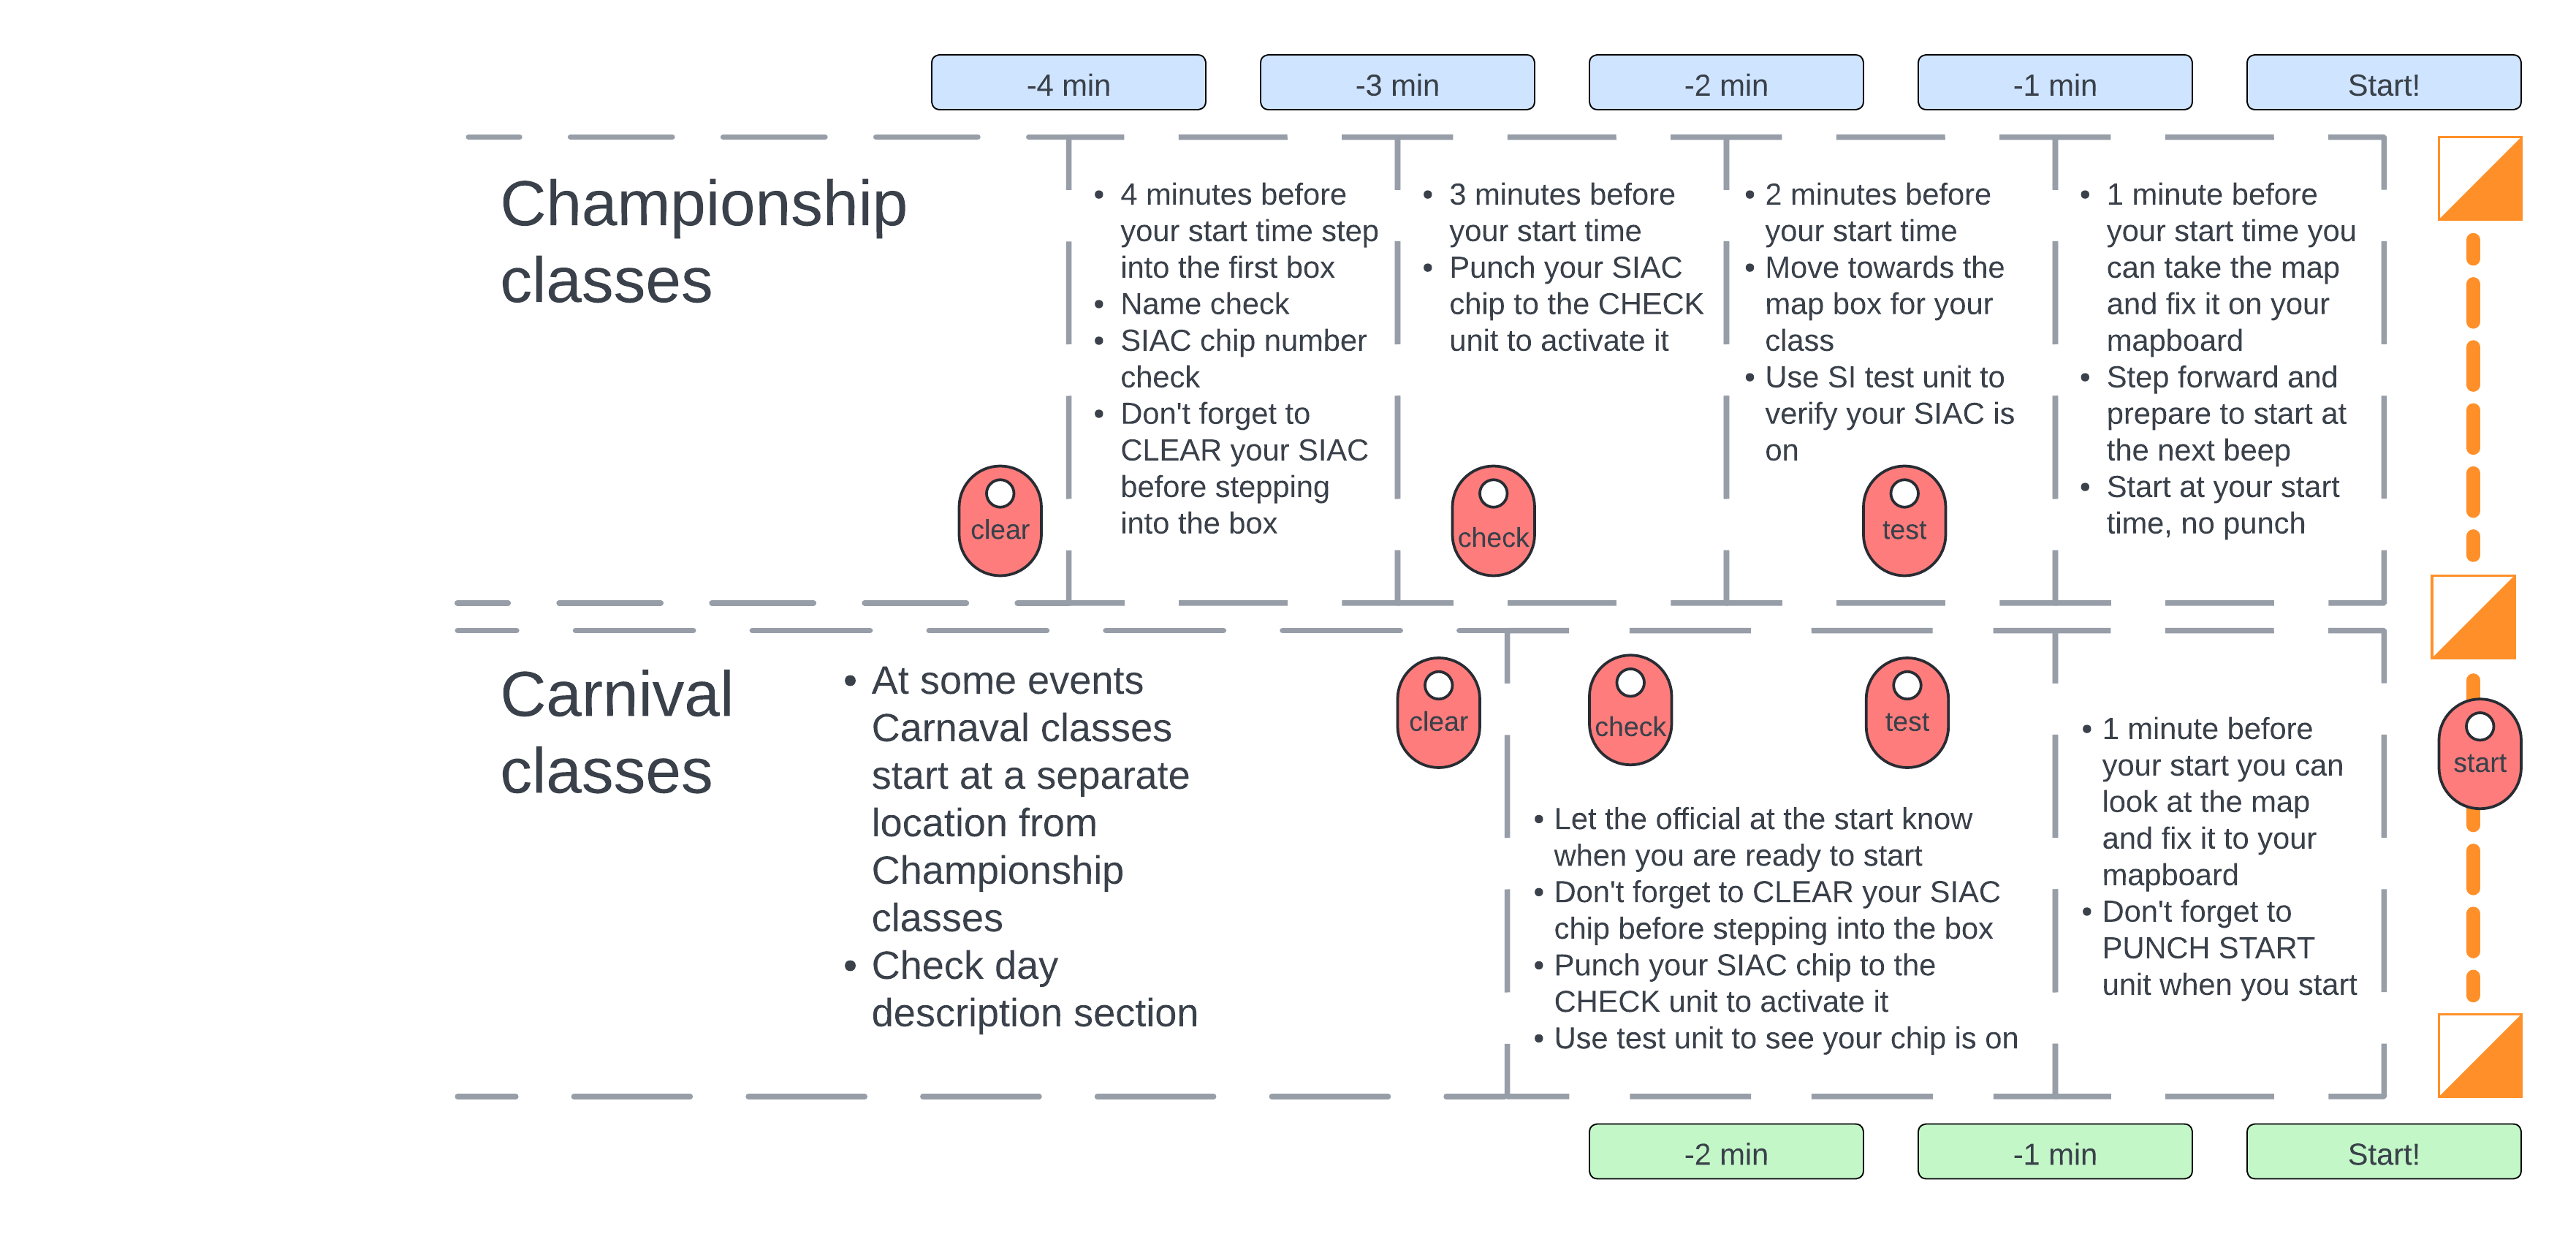 -4 min
-3 min
-2 min
-1 min
Start!
Championship
classes
• 4 minutes before
your start time step
into the first box
• Name check
• SIAC chip number
check
• Don't forget to
CLEAR your SIAC
before stepping
into the box
• 3 minutes before
your start time
• Punch your SIAC
chip to the CHECK
unit to activate it
• 2 minutes before
your start time
• Move towards the
map box for your
class
• Use SI test unit to
verify your SIAC is
on
• 1 minute before
your start time you
can take the map
and fix it on your
mapboard
• Step forward and
prepare to start at
the next beep
• Start at your start
time, no punch
clear
check
test
Carnival
classes
• At some events
Carnaval classes
start at a separate
location from
Championship
classes
• Check day
description section
clear
check
test
• Let the official at the start know
when you are ready to start
• Don't forget to CLEAR your SIAC
chip before stepping into the box
• Punch your SIAC chip to the
CHECK unit to activate it
• Use test unit to see your chip is on
• 1 minute before
your start you can
look at the map
and fix it to your
mapboard
• Don't forget to
PUNCH START
unit when you start
start
-2 min
-1 min
Start!